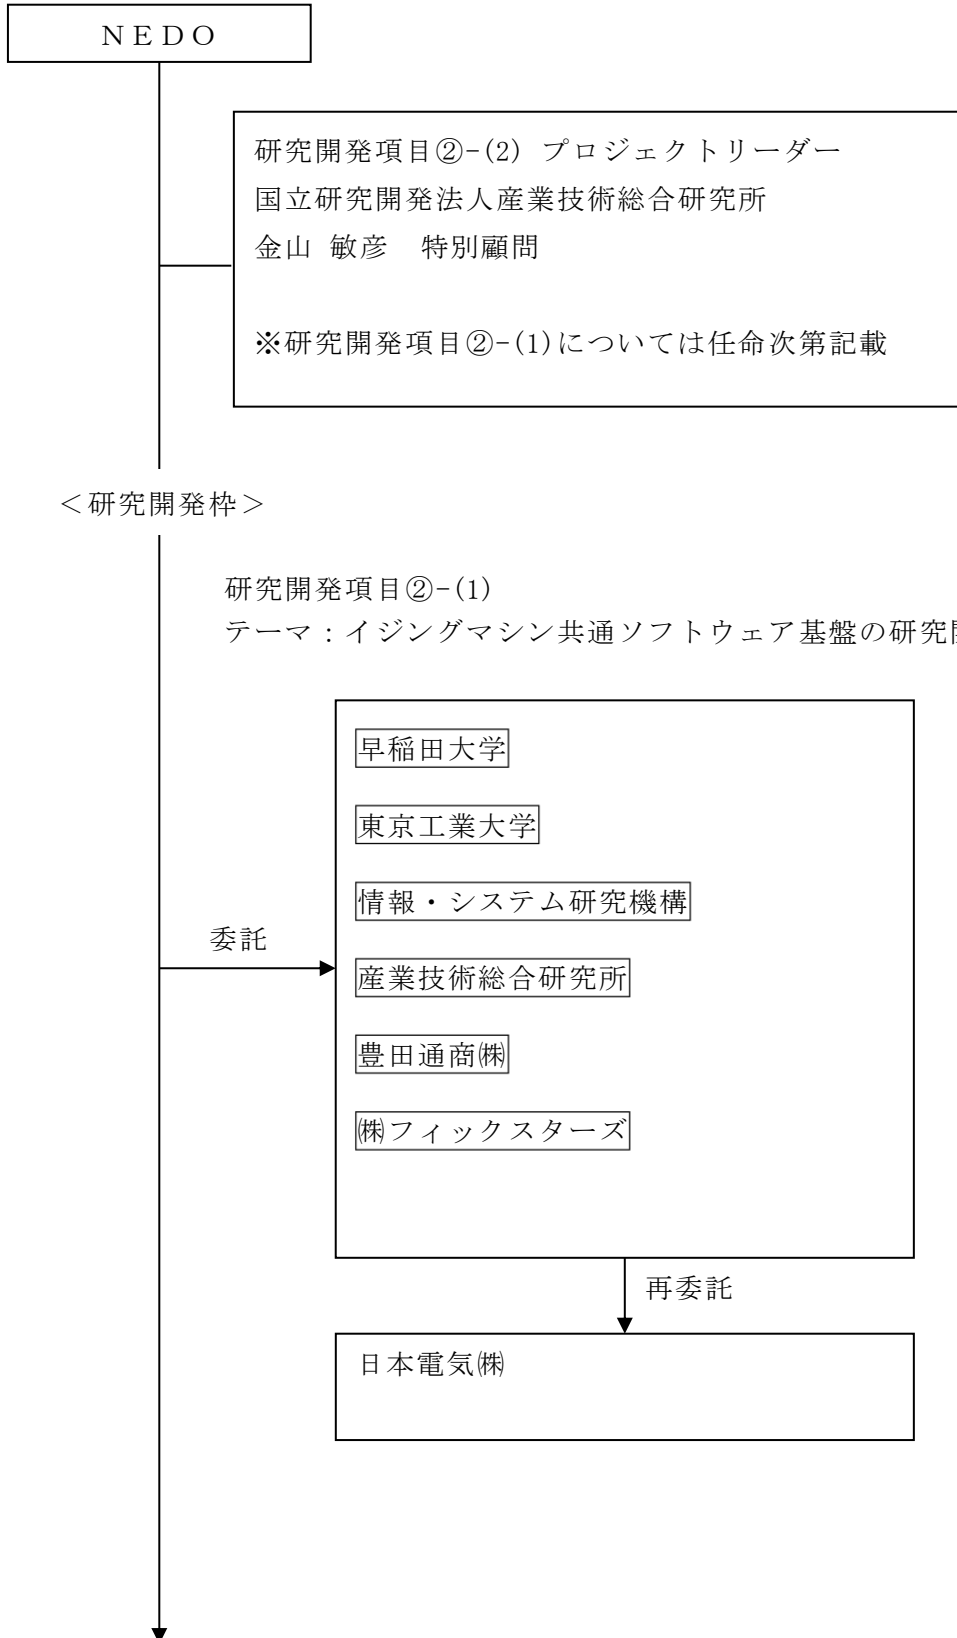 ＮＥＤＯ
研究開発項目②-(2) プロジェクトリーダー
国立研究開発法人産業技術総合研究所
金山 敏彦　特別顧問
※研究開発項目②-(1)については任命次第記載
＜研究開発枠＞
研究開発項目②-(1)
テーマ：イジングマシン共通ソフトウェア基盤の研究
早稲田大学
東京工業大学
情報・システム研究機構
委託
産業技術総合研究所
豊田通商㈱
㈱フィックスターズ
再委託
日本電気㈱